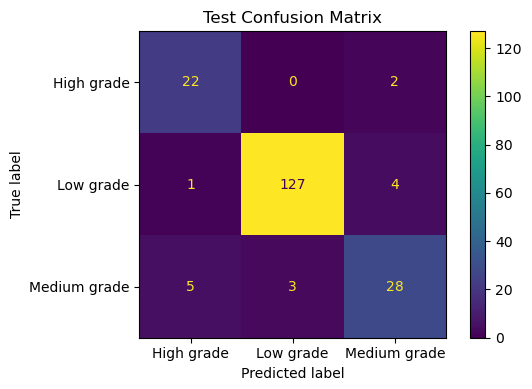 Test Confusion Matrix
True label
High grade
22 0 2
Low grade
1 127 4
Medium grade
5 3 28
High grade Low grade Medium grade
Predicted label
120
100
80
60
40
20
0